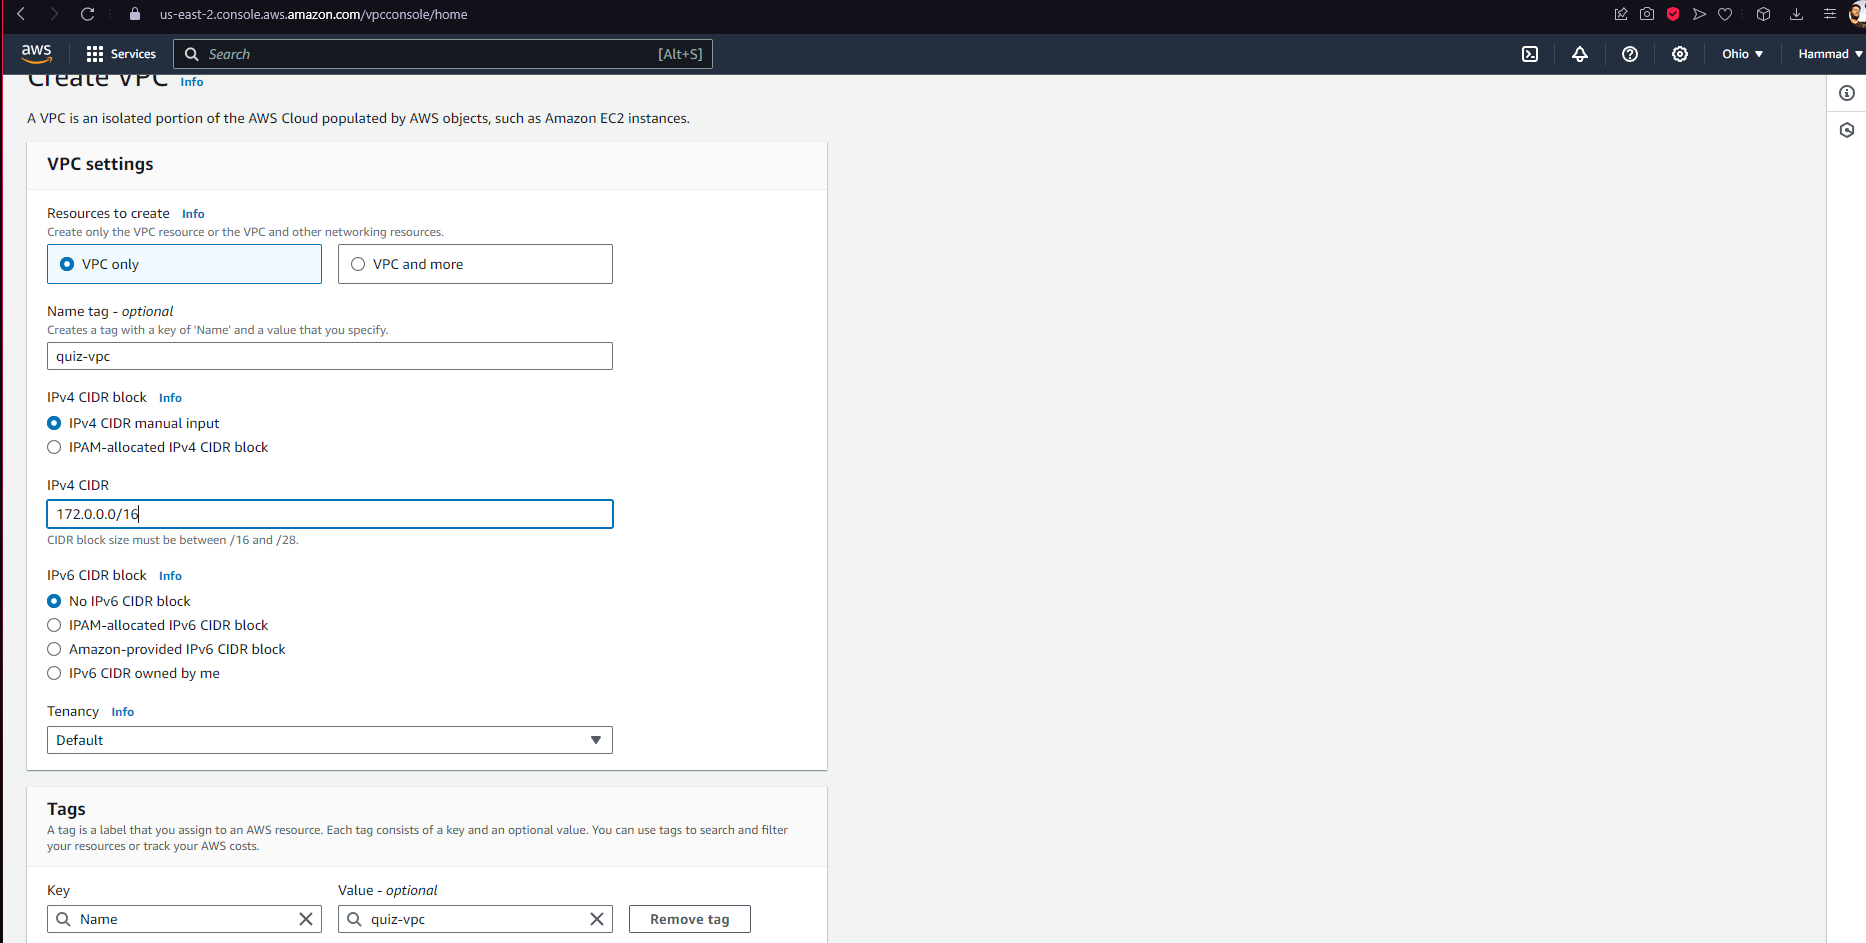 us-east-2.console.aws.amazon.com/vpcconsole/home
aws Services Search [Alt+S] Ohio Hammad
Create VPC Info
A VPC is an isolated portion of the AWS Cloud populated by AWS objects, such as Amazon EC2 instances.
VPC settings
Resources to create Info
Create only the VPC resource or the VPC and other networking resources.
VPC only VPC and more
Name tag - optional
Creates a tag with a key of 'Name' and a value that you specify.
quiz-vpc
IPv4 CIDR block Info
IPv4 CIDR manual input
IPAM-allocated IPv4 CIDR block
IPv4 CIDR
172.0.0.0/16
CIDR block size must be between /16 and /28.
IPv6 CIDR block Info
No IPv6 CIDR block
IPAM-allocated IPv6 CIDR block
Amazon-provided IPv6 CIDR block
IPv6 CIDR owned by me
Tenancy Info
Default
Tags
A tag is a label that you assign to an AWS resource. Each tag consists of a key and an optional value. You can use tags to search and filter
your resources or track your AWS costs.
Key Value - optional
Name quiz-vpc Remove tag